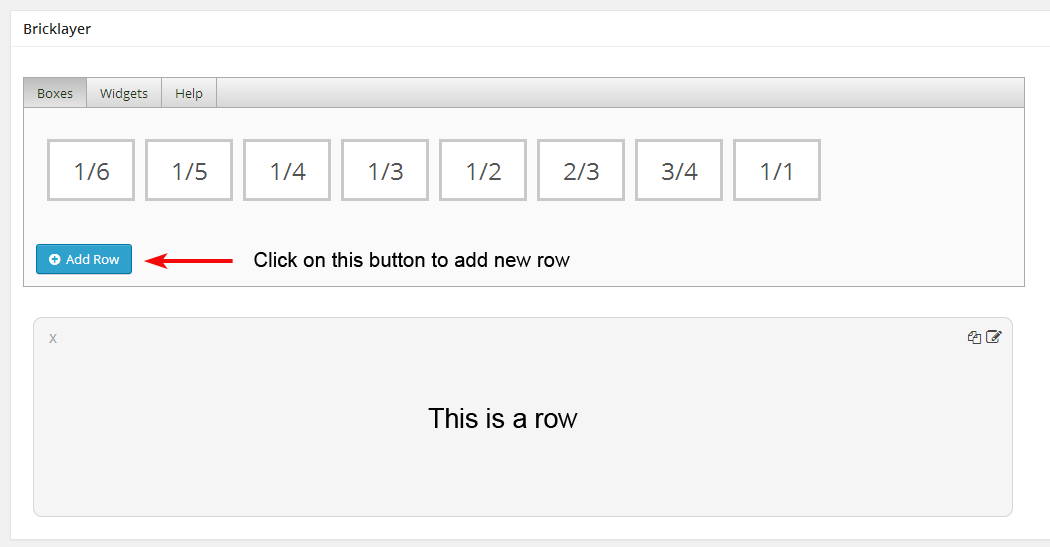 Bricklayer
Boxes Widgets Help
1/6 1/5 1/4 1/3 1/2 2/3 3/4 1/1
Add Row Click on this button to add new row
x
This is a row